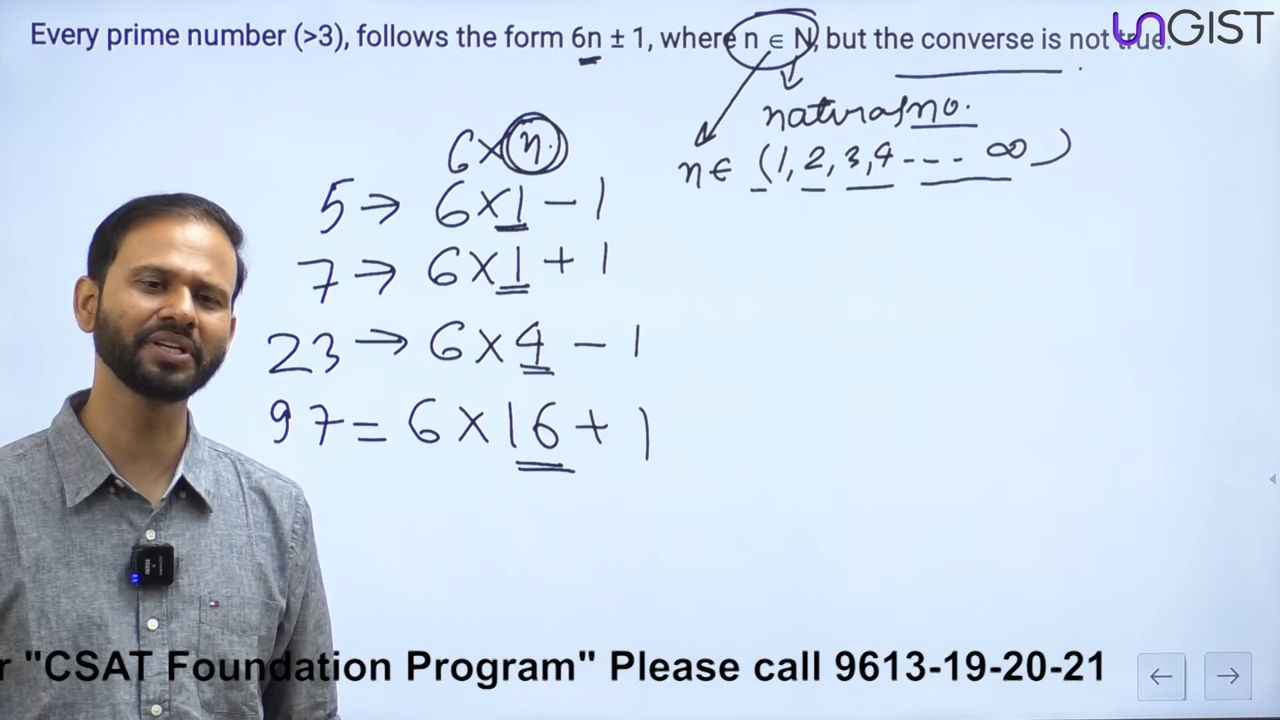 Every prime number (>3), follows the form 6n ± 1, where n ∈ N, but the converse is not true.
UNGIST
natural no.
n ∈ (1, 2, 3, 4 --- ∞)
6×n.
5 → 6×1 - 1
7 → 6×1 + 1
23 → 6×4 - 1
97 = 6×16 + 1
r "CSAT Foundation Program" Please call 9613-19-20-21